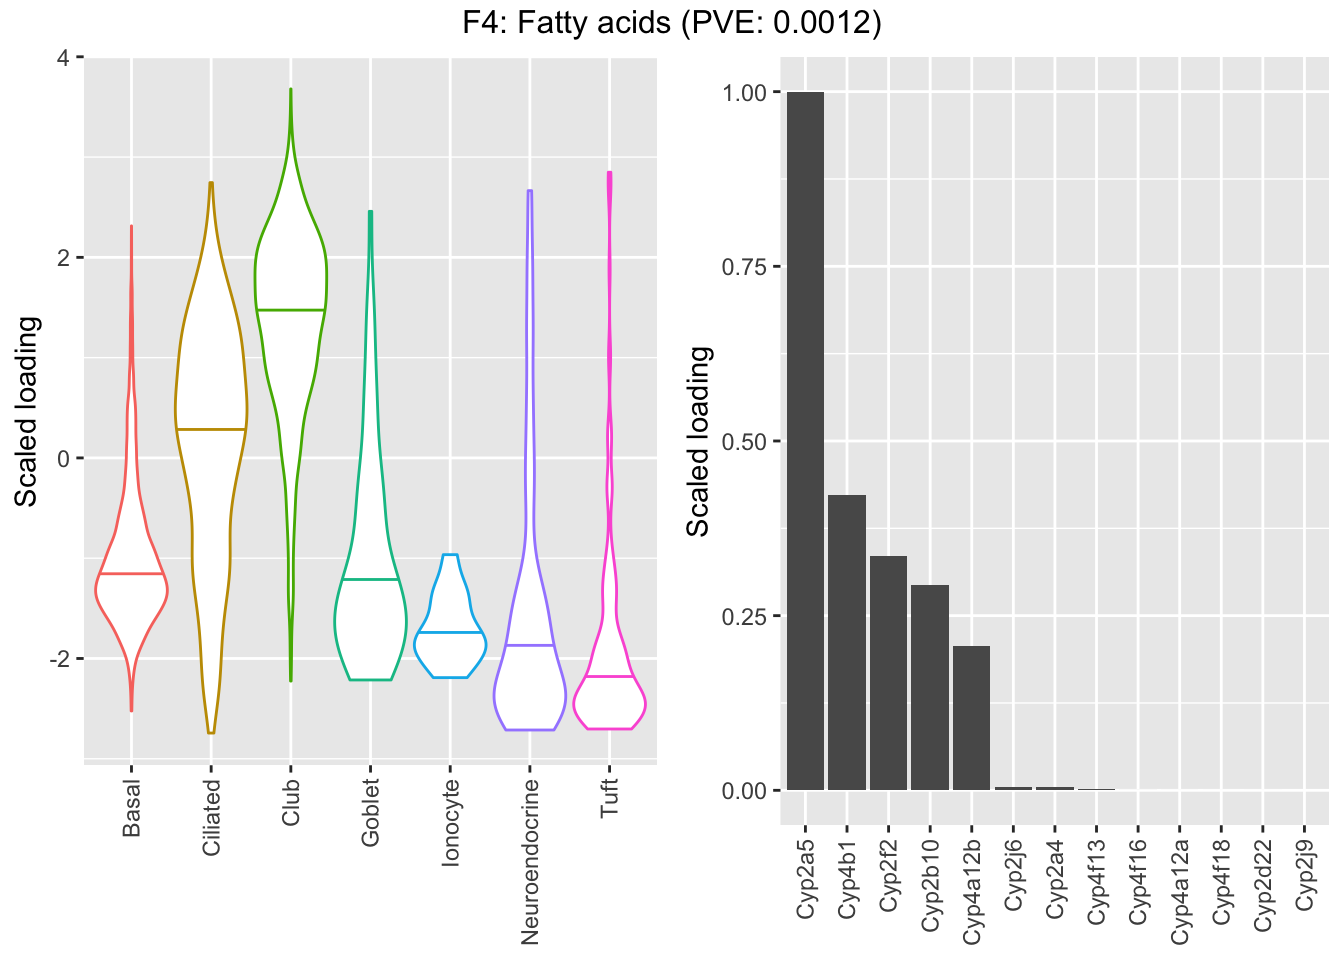 F4: Fatty acids (PVE: 0.0012)
Scaled loading
4
2
0
-2
Basal
Ciliated
Club
Goblet
Ionocyte
Neuroendocrine
Tuft
Scaled loading
1.00
0.75
0.50
0.25
0.00
Cyp2a5
Cyp4b1
Cyp2f2
Cyp2b10
Cyp4a12b
Cyp2j6
Cyp2a4
Cyp4f13
Cyp4f16
Cyp4a12a
Cyp4f18
Cyp2d22
Cyp2j9